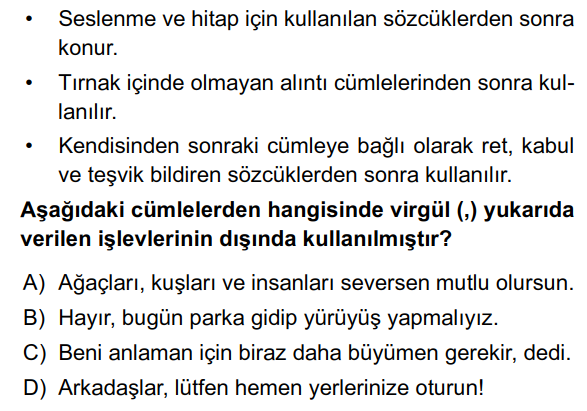 • Seslenme ve hitap için kullanılan sözcüklerden sonra
konur.
• Tırnak içinde olmayan alıntı cümlelerinden sonra kul-
lanılır.
• Kendisinden sonraki cümleye bağlı olarak ret, kabul
ve teşvik bildiren sözcüklerden sonra kullanılır.
Aşağıdaki cümlelerden hangisinde virgül (,) yukarıda
verilen işlevlerinin dışında kullanılmıştır?
A) Ağaçları, kuşları ve insanları seversen mutlu olursun.
B) Hayır, bugün parka gidip yürüyüş yapmalıyız.
C) Beni anlaman için biraz daha büyümen gerekir, dedi.
D) Arkadaşlar, lütfen hemen yerlerinize oturun!